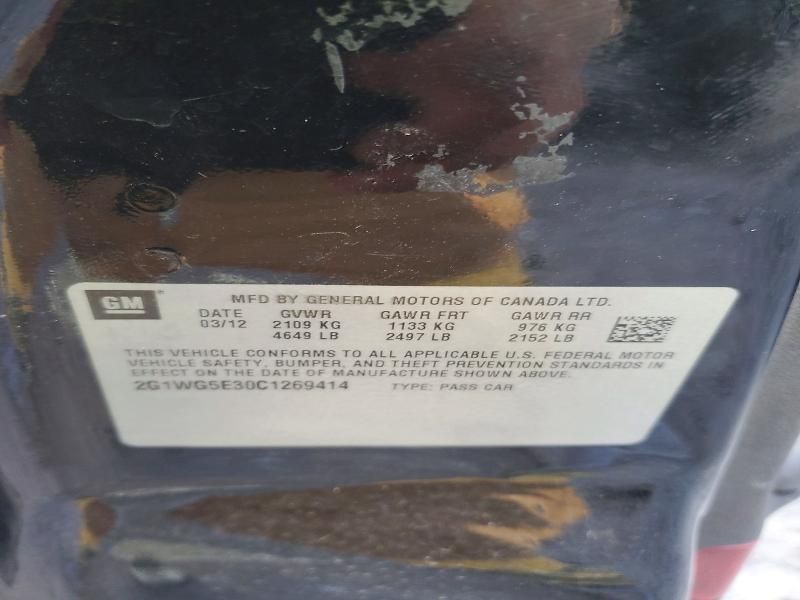 GM® MFD BY GENERAL MOTORS OF CANADA LTD.
DATE GVWR GAWR FRT GAWR RR
03/12 2109 KG 1133 KG 976 KG
4649 LB 2497 LB 2152 LB
THIS VEHICLE CONFORMS TO ALL APPLICABLE U.S. FEDERAL MOTOR
VEHICLE SAFETY, BUMPER, AND THEFT PREVENTION STANDARDS IN
EFFECT ON THE DATE OF MANUFACTURE SHOWN ABOVE.
2G1WG5E30C1269414 TYPE: PASS CAR